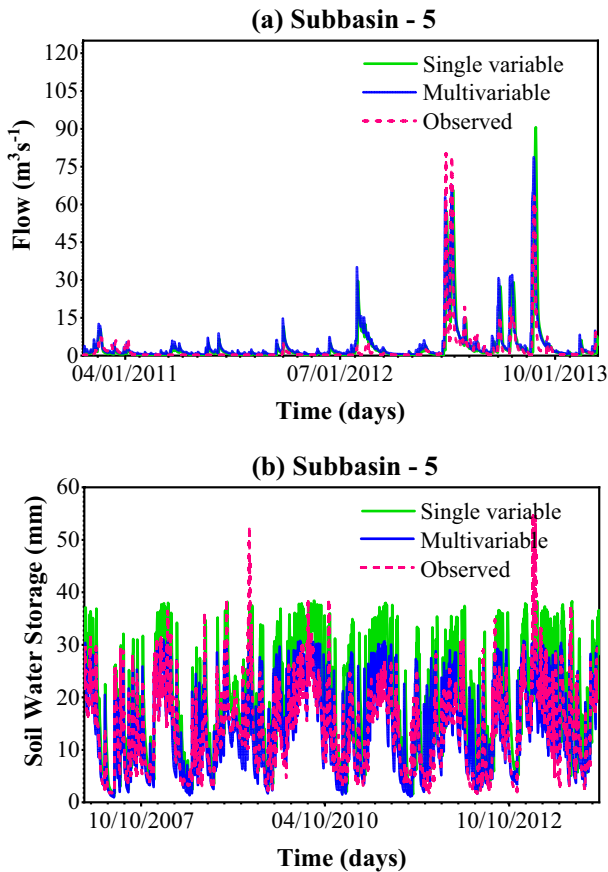 (a) Subbasin - 5
120
105
90
75
60
45
30
15
0
Flow (m³s⁻¹)
Single variable
Multivariable
Observed
04/01/2011
07/01/2012
10/01/2013
Time (days)
(b) Subbasin - 5
60
50
40
30
20
10
0
Soil Water Storage (mm)
Single variable
Multivariable
Observed
10/10/2007
04/10/2010
10/10/2012
Time (days)